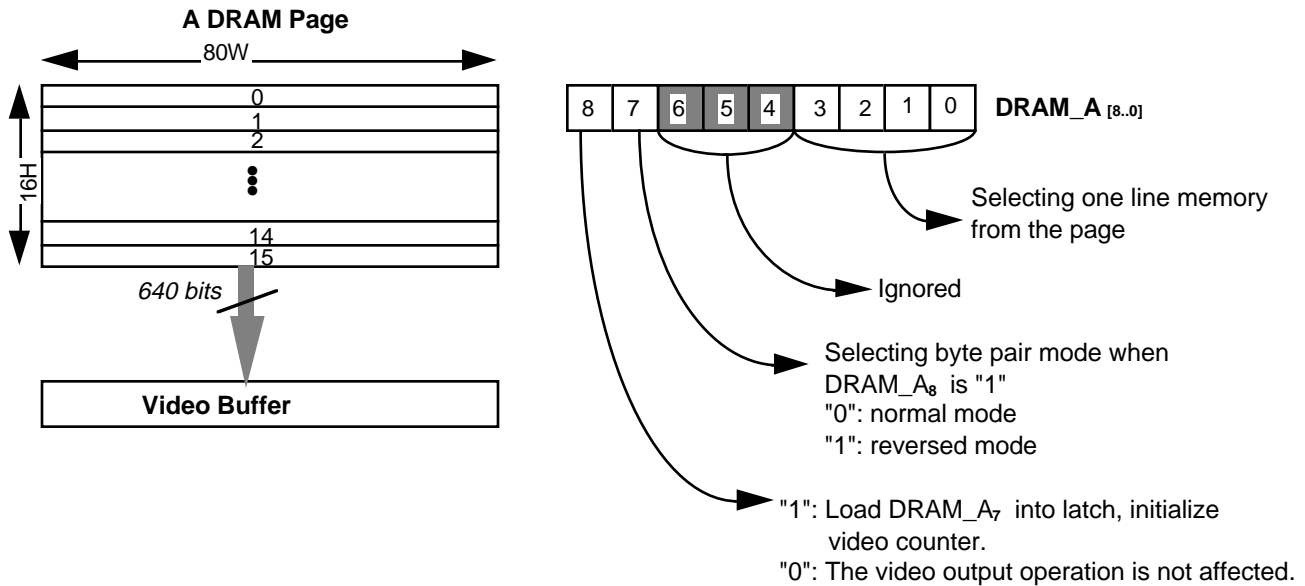 A DRAM Page
80W
16H
0
1
2
14
15
640 bits
Video Buffer
8 7 6 5 4 3 2 1 0 DRAM_A [8..0]
Selecting one line memory
from the page
Ignored
Selecting byte pair mode when
DRAM_A₈ is "1"
"0": normal mode
"1": reversed mode
"1": Load DRAM_A₇ into latch, initialize
video counter.
"0": The video output operation is not affected.